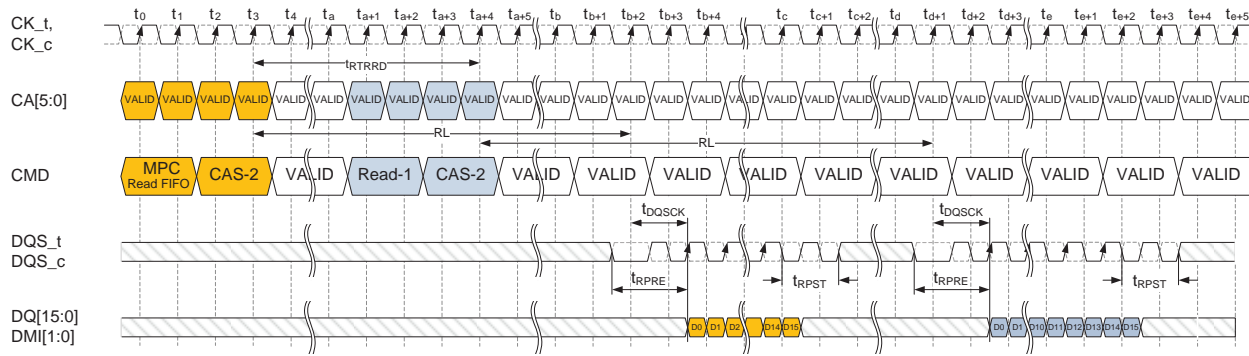 t0 t1 t2 t3 t4 ta ta+1 ta+2 ta+3 ta+4 ta+5 tb tb+1 tb+2 tb+3 tb+4 tc tc+1 tc+2 td td+1 td+2 td+3 te te+1 te+2 te+3 te+4 te+5
CK_t,
CK_c
tRTRRD
CA[5:0] VALID VALID VALID VALID VALID VALID VALID VALID VALID VALID VALID VALID VALID VALID VALID VALID VALID VALID VALID VALID VALID VALID VALID VALID VALID VALID VALID VALID VALID VALID
RL
RL
CMD MPC Read FIFO CAS-2 VALID Read-1 CAS-2 VALID VALID VALID VALID VALID VALID VALID VALID VALID VALID
tDQSCK tDQSCK
DQS_t
DQS_c
tRPRE tRPST tRPRE tRPST
DQ[15:0]
DMI[1:0]
D0 D1 D2 D14 D15 D0 D1 D10 D11 D12 D13 D14 D15